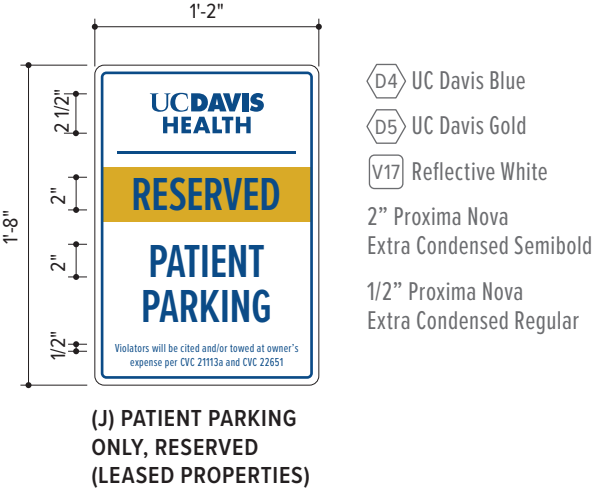 1'-2"
1'-8"
2 1/2"
2"
2"
1/2"
UCDAVIS
HEALTH
RESERVED
PATIENT
PARKING
Violators will be cited and/or towed at owner's
expense per CVC 21113a and CVC 22651
D4 UC Davis Blue
D5 UC Davis Gold
V17 Reflective White
2” Proxima Nova
Extra Condensed Semibold
1/2” Proxima Nova
Extra Condensed Regular
(J) PATIENT PARKING
ONLY, RESERVED
(LEASED PROPERTIES)